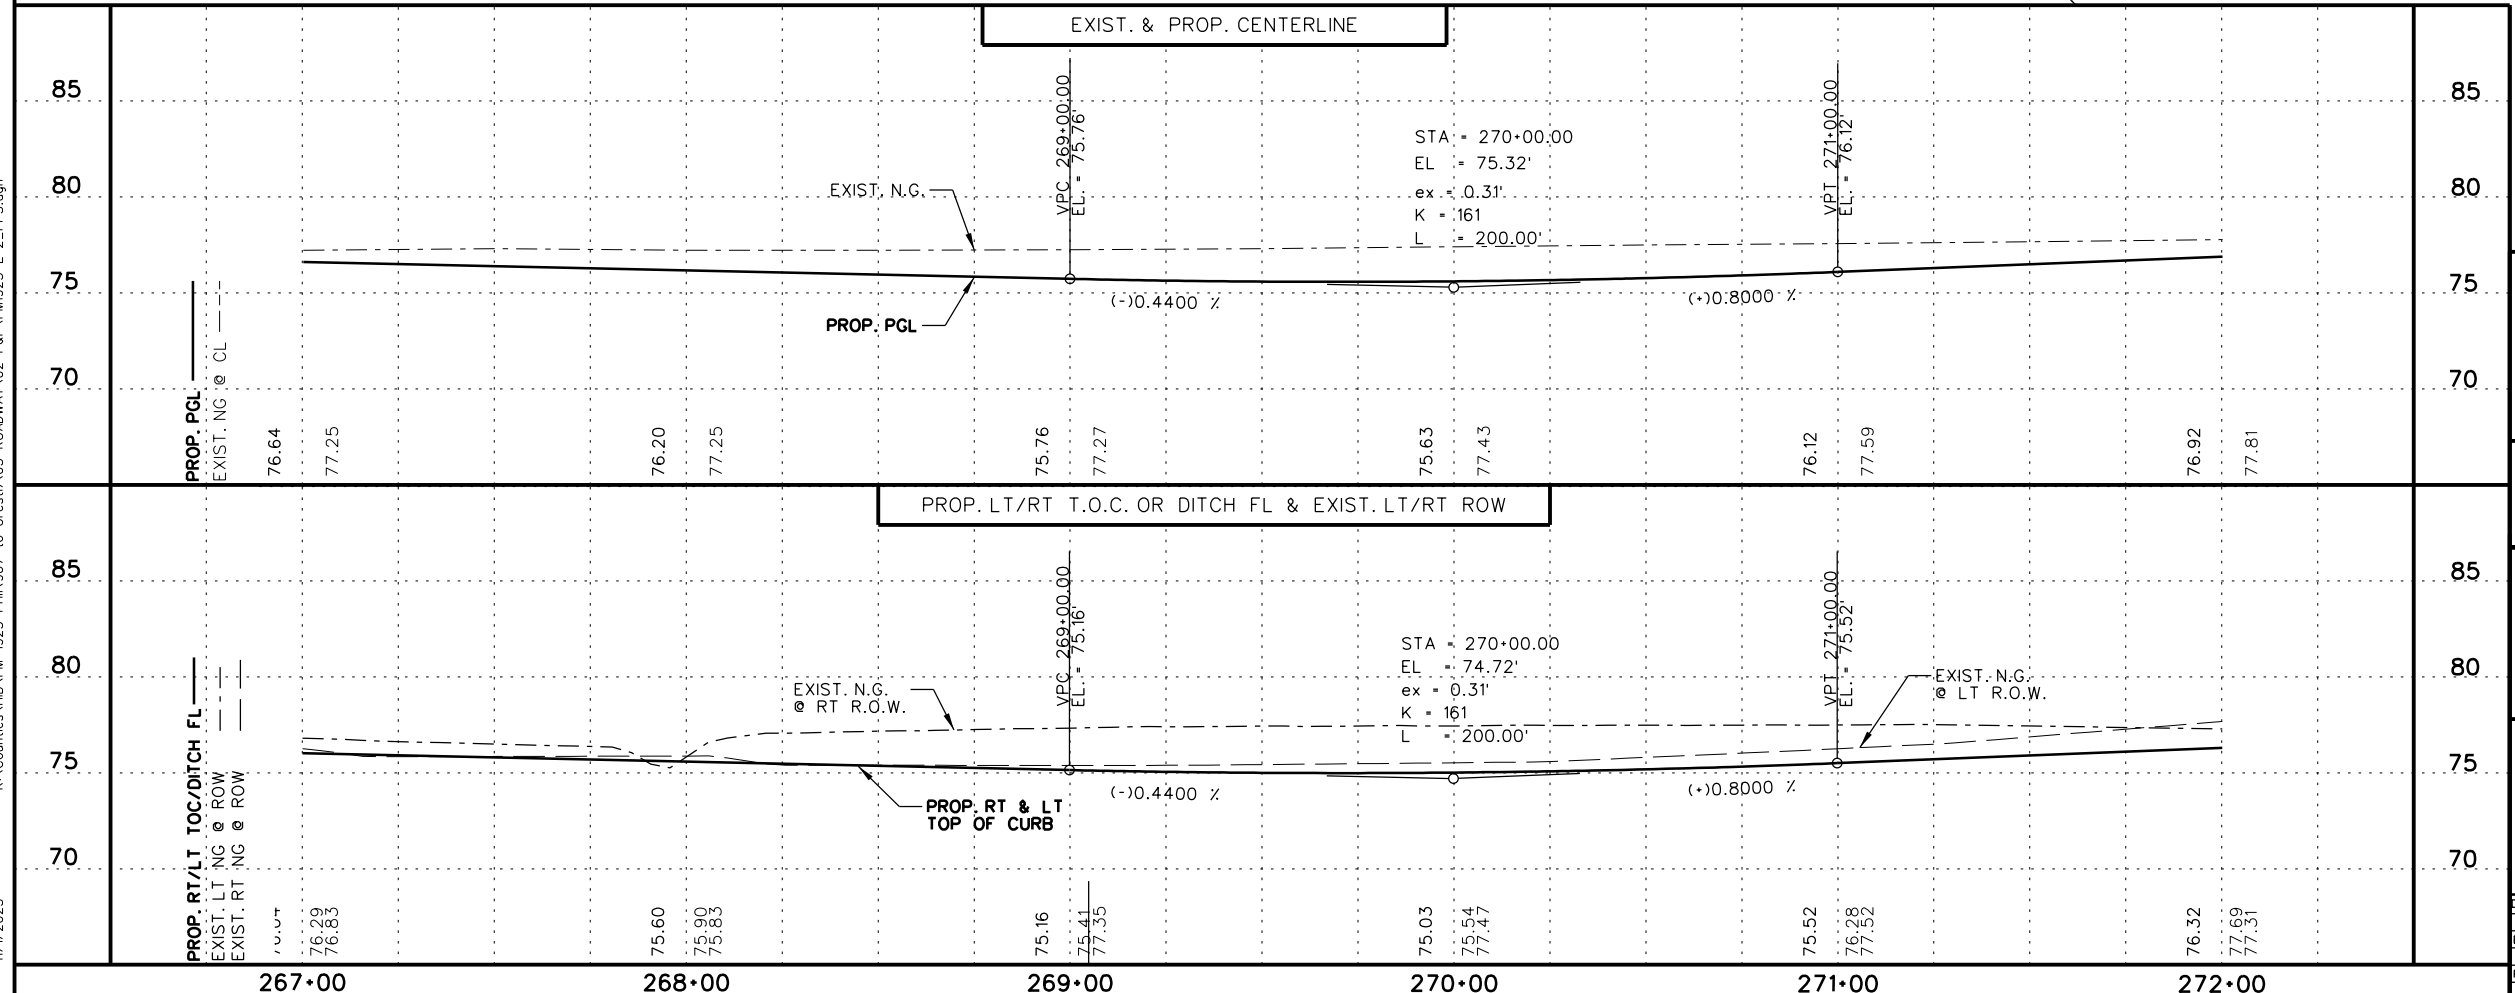 EXIST. & PROP. CENTERLINE
85
85
80
80
75
75
70
70
VPC 269+00.00
EL. = 75.76'
STA = 270+00.00
EL = 75.32'
ex = 0.31'
K = 161
L = 200.00'
VPT 271+00.00
EL. = 76.12'
EXIST. N.G.
PROP. PGL
(-)0.4400 %
(+)0.8000 %
PROP. PGL
EXIST. NG @ CL
76.64
77.25
76.20
77.25
75.76
77.27
75.63
77.43
76.12
77.59
76.92
77.81
PROP. LT/RT T.O.C. OR DITCH FL & EXIST. LT/RT ROW
85
85
80
80
75
75
70
70
VPC 269+00.00
EL. = 75.16'
STA = 270+00.00
EL = 74.72'
ex = 0.31'
K = 161
L = 200.00'
VPT 271+00.00
EL. = 75.52'
EXIST. N.G.
@ RT R.O.W.
EXIST. N.G.
@ LT R.O.W.
PROP. RT & LT
TOP OF CURB
(-)0.4400 %
(+)0.8000 %
PROP. RT/LT TOC/DITCH FL
EXIST. LT NG @ ROW
EXIST. RT NG @ ROW
76.29
76.83
75.60
75.90
75.83
75.16
75.41
77.35
75.03
75.54
77.47
75.52
76.28
77.52
76.32
77.69
77.31
267+00
268+00
269+00
270+00
271+00
272+00